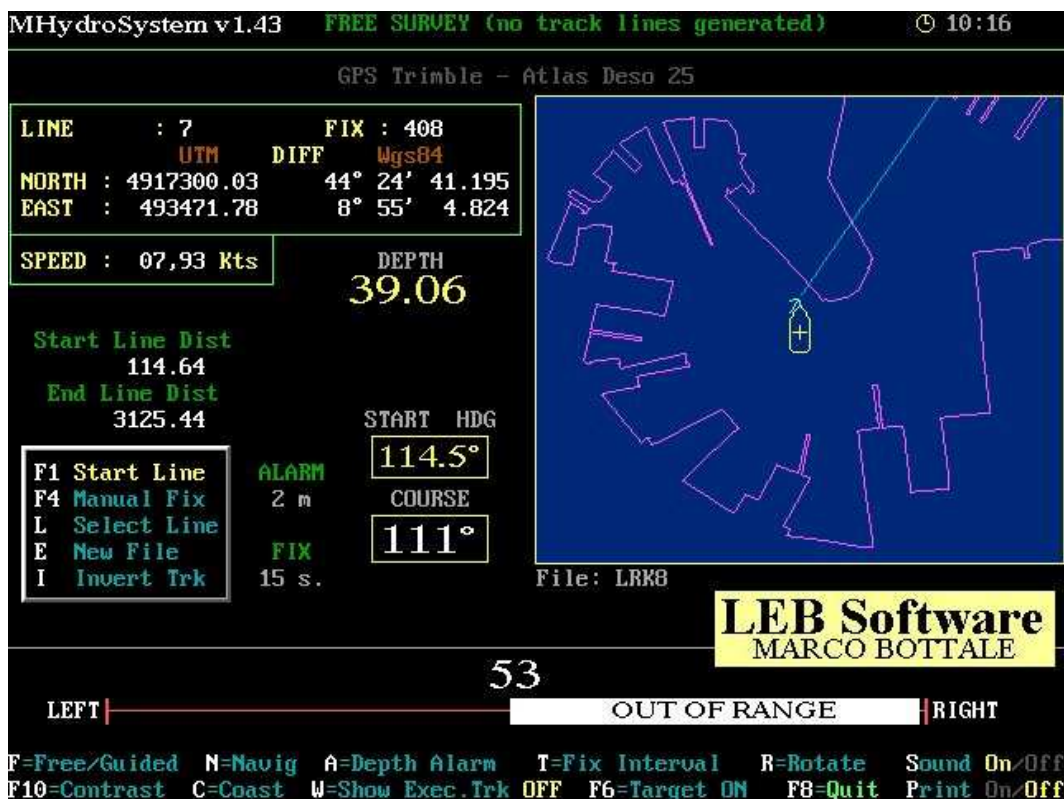 MHydroSystem v1.43 FREE SURVEY (no track lines generated) 10:16
GPS Trimble - Atlas Deso 25
LINE : 7 FIX : 408
UTM DIFF Wgs84
NORTH : 4917300.03 44° 24' 41.195
EAST : 493471.78 8° 55' 4.824
SPEED : 07,93 Kts
DEPTH
39.06
Start Line Dist
114.64
End Line Dist
3125.44
START HDG
114.5°
COURSE
111°
F1 Start Line
F4 Manual Fix
L Select Line
E New File
I Invert Trk
ALARM
2 m
FIX
15 s.
File: LRK8
LEB Software
MARCO BOTTALE
53
LEFT OUT OF RANGE RIGHT
F=Free/Guided N=Navig A=Depth Alarm T=Fix Interval R=Rotate Sound On/Off
F10=Contrast C=Coast W=Show Exec.Trk OFF F6=Target ON F8=Quit Print On/Off